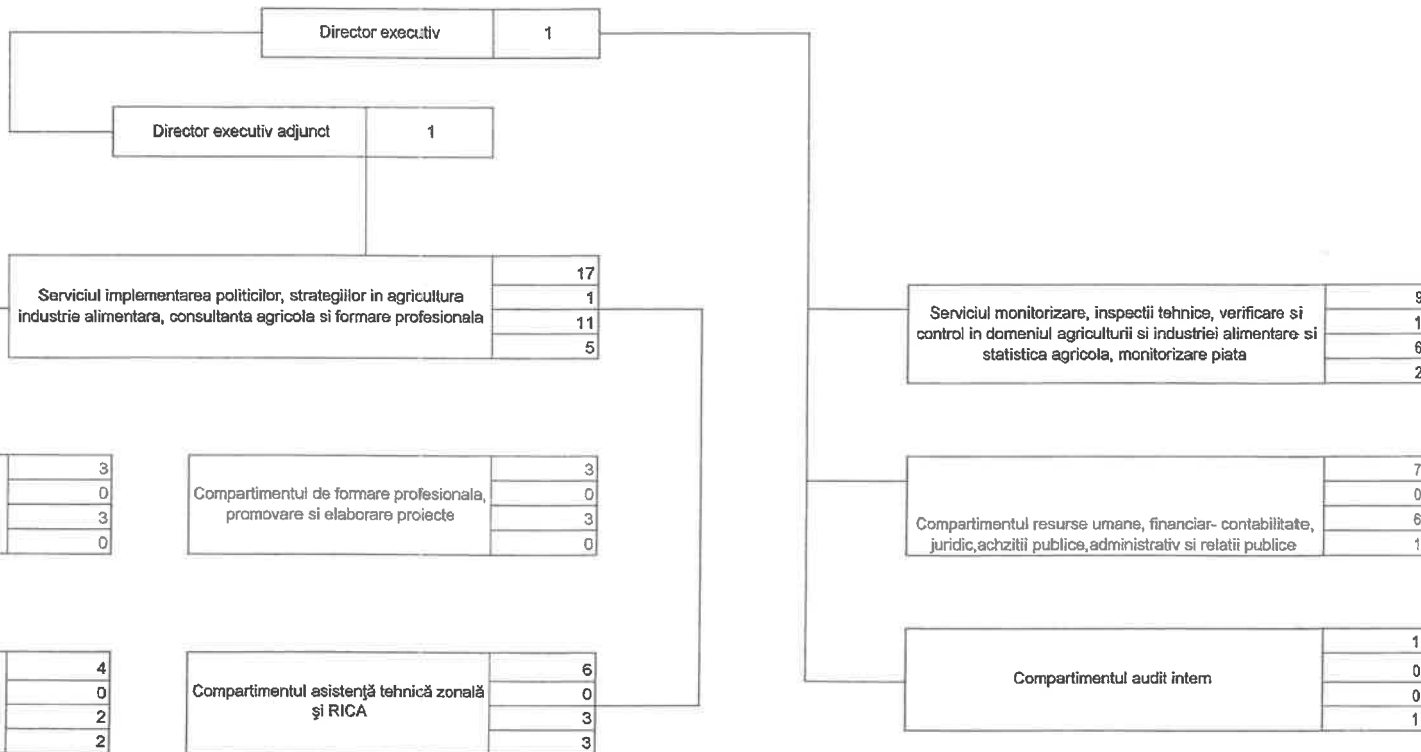 Director executiv 1
Director executiv adjunct 1
Serviciul implementarea politicilor, strategiilor in agricultura
industrie alimentara, consultanta agricola si formare profesionala
17
1
11
5
Serviciul monitorizare, inspectii tehnice, verificare si
control in domeniul agriculturii si industriei alimentare si
statistica agricola, monitorizare piata
9
1
6
2
3
0
3
0
Compartimentul de formare profesionala,
promovare si elaborare proiecte
3
0
3
0
Compartimentul resurse umane, financiar- contabilitate,
juridic,achzitii publice,administrativ si relatii publice
7
0
6
1
4
0
2
2
Compartimentul asistenţă tehnică zonală
şi RICA
6
0
3
3
Compartimentul audit intern
1
0
0
1